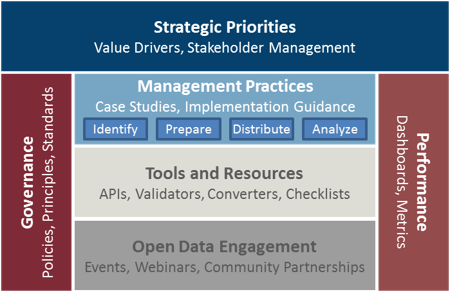 Strategic Priorities
Value Drivers, Stakeholder Management
Governance
Policies, Principles, Standards
Management Practices
Case Studies, Implementation Guidance
Identify Prepare Distribute Analyze
Tools and Resources
APIs, Validators, Converters, Checklists
Open Data Engagement
Events, Webinars, Community Partnerships
Performance
Dashboards, Metrics